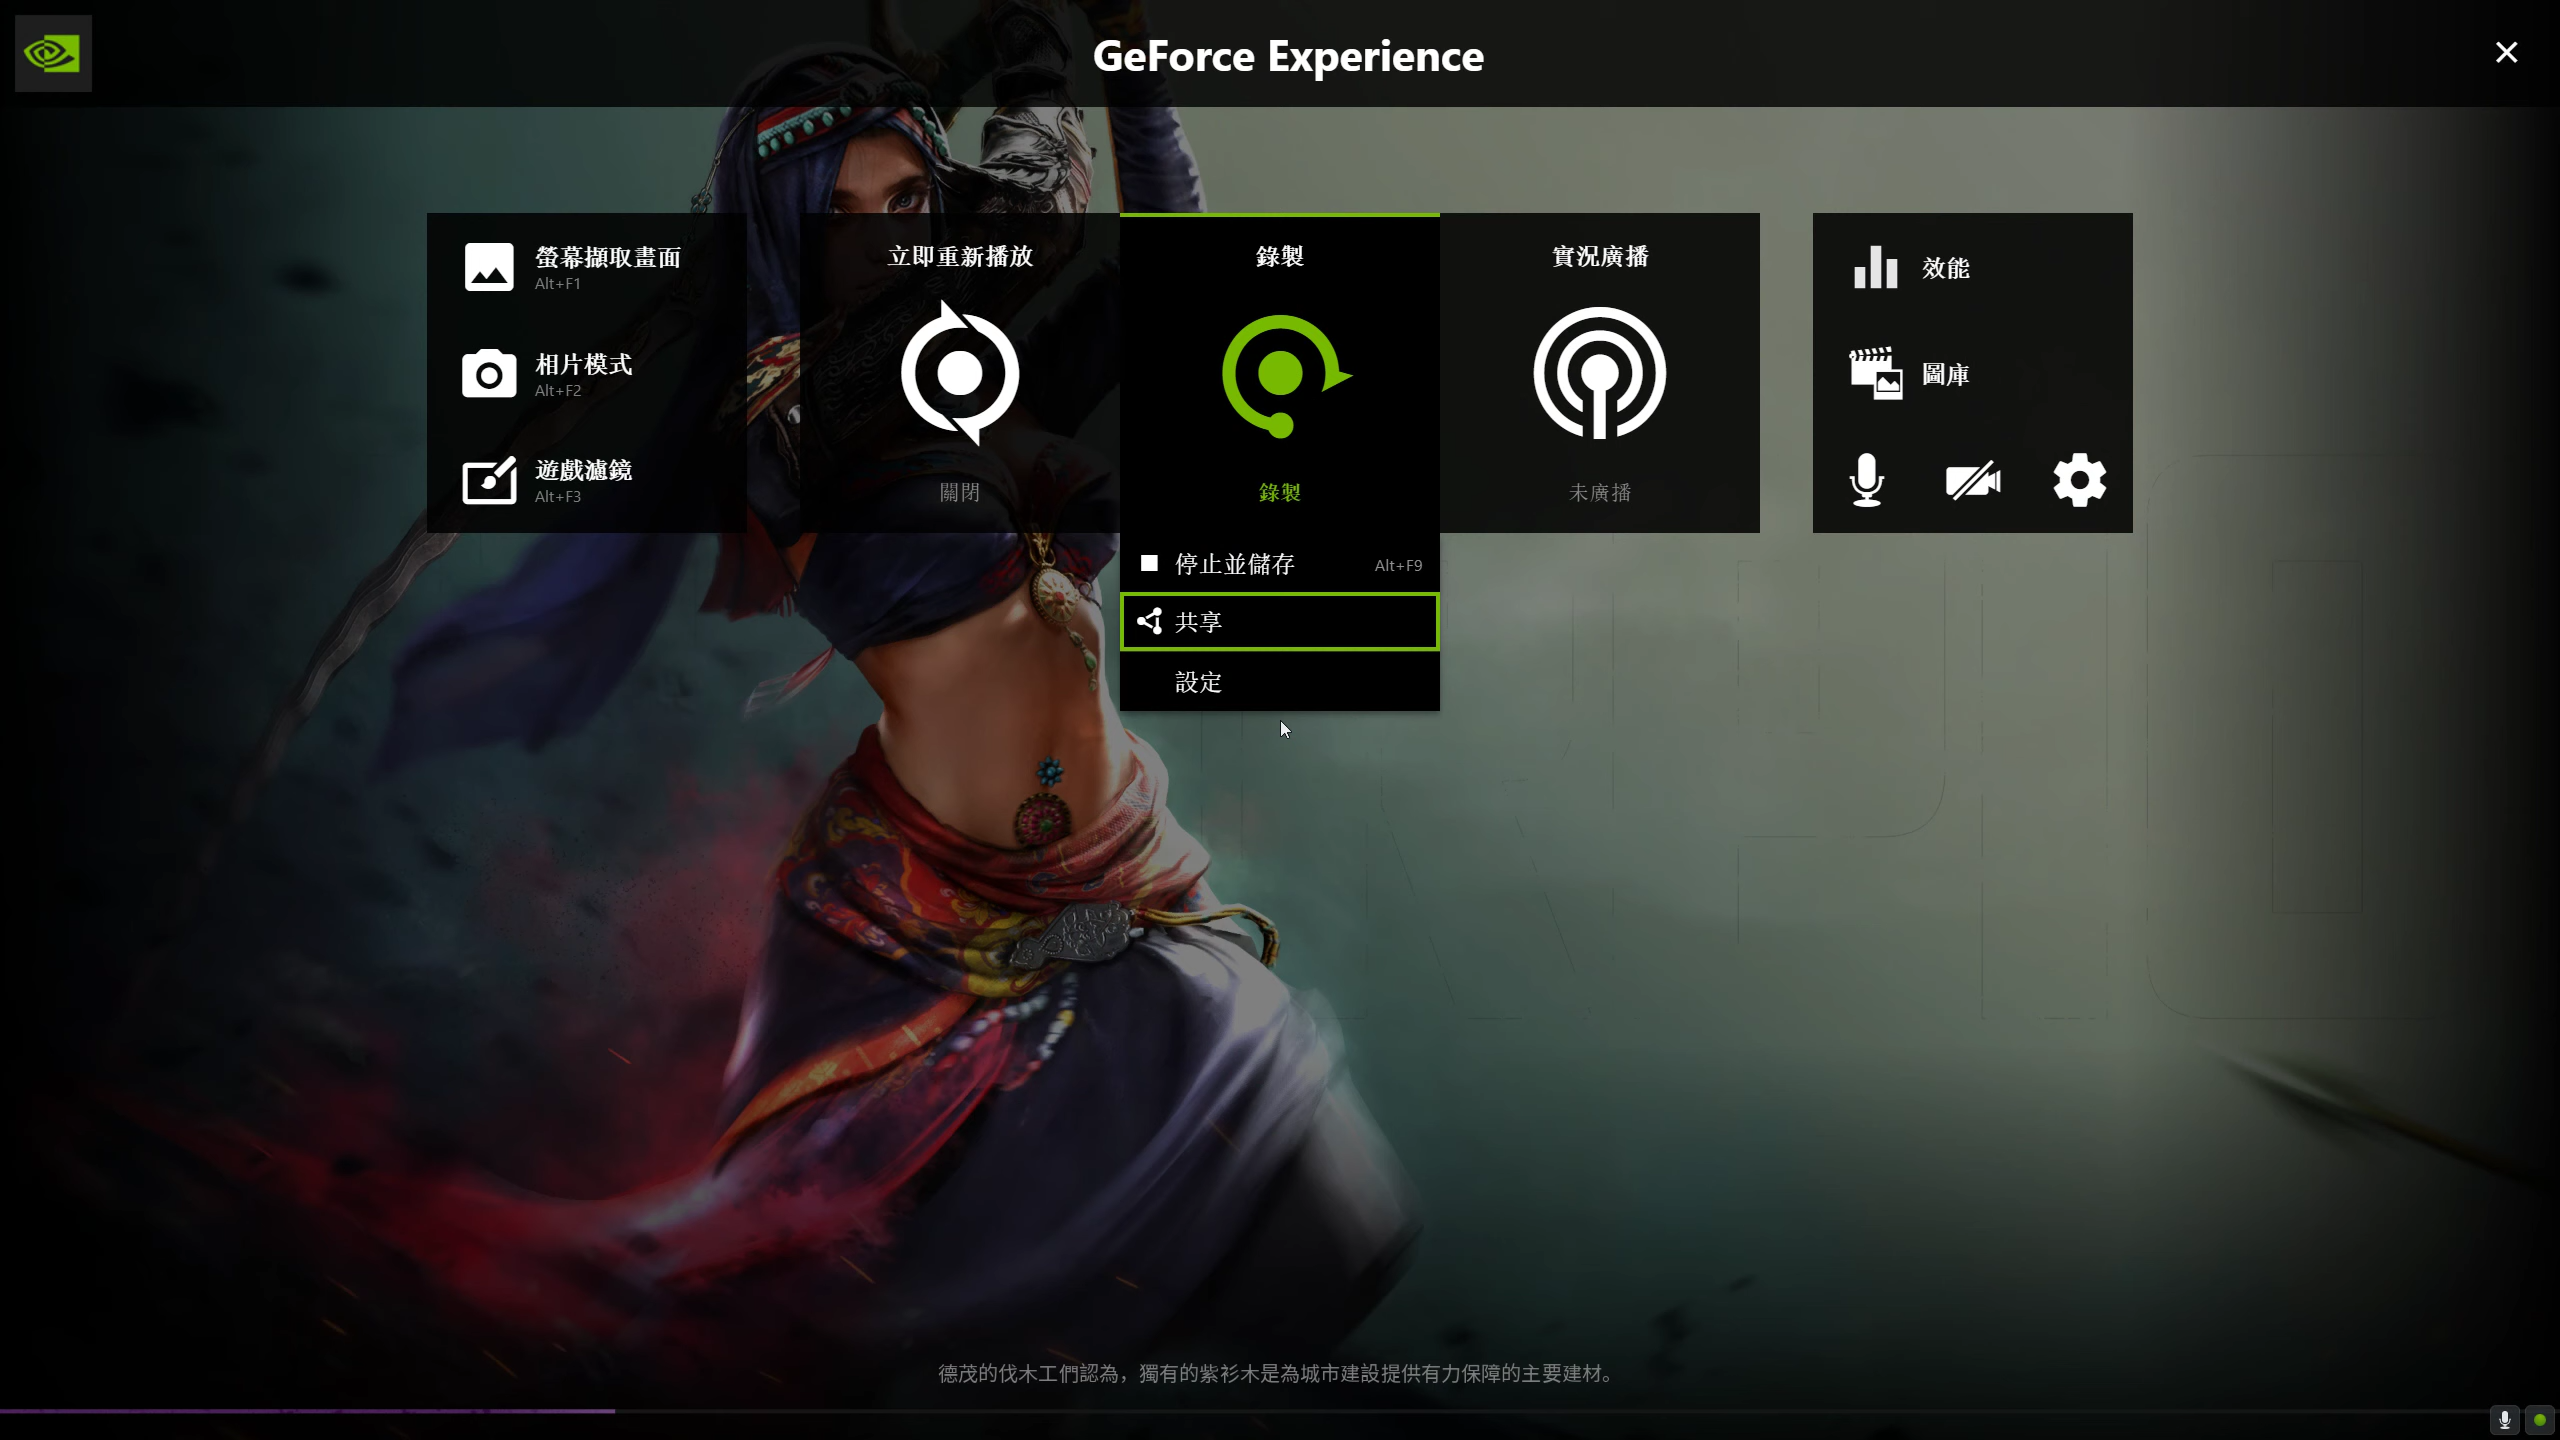 GeForce Experience
螢幕擷取畫面
Alt+F1
相片模式
Alt+F2
遊戲濾鏡
Alt+F3
立即重新播放
關閉
錄製
錄製
停止並儲存 Alt+F9
共享
設定
實況廣播
未廣播
效能
圖庫
德茂的伐木工們認為，獨有的紫衫木是為城市建設提供有力保障的主要建材。